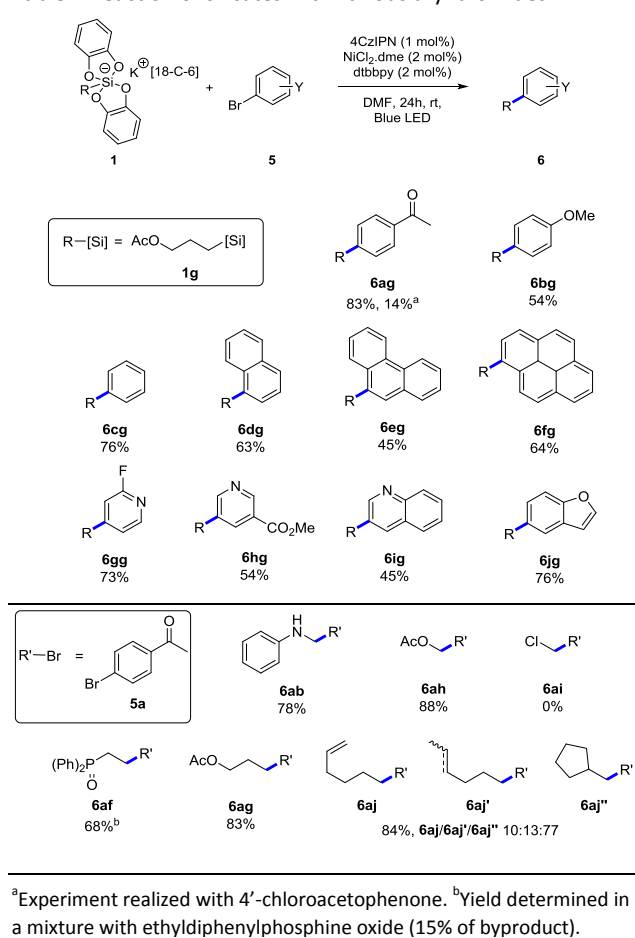 O
O
Si
⊖
O
O
R
K⊕ [18-C-6]
1
+
Br
Y
5
4CzIPN (1 mol%)
NiCl2.dme (2 mol%)
dtbbpy (2 mol%)
DMF, 24h, rt,
Blue LED
R
Y
6
R—[Si] = AcO [Si]
1g
O
R
6ag
83%, 14%a
OMe
R
6bg
54%
R
6cg
76%
R
6dg
63%
R
6eg
45%
R
6fg
64%
F
N
R
6gg
73%
N
R
CO2Me
6hg
54%
N
R
6ig
45%
O
R
6jg
76%
R'—Br =
O
Br
5a
H
N
R'
6ab
78%
AcO R'
6ah
88%
Cl R'
6ai
0%
(Ph)2P R'
O
6af
68%b
AcO R'
6ag
83%
R'
6aj
R'
6aj'
R'
6aj''
84%, 6aj/6aj'/6aj'' 10:13:77
aExperiment realized with 4’-chloroacetophenone. bYield determined in
a mixture with ethyldiphenylphosphine oxide (15% of byproduct).